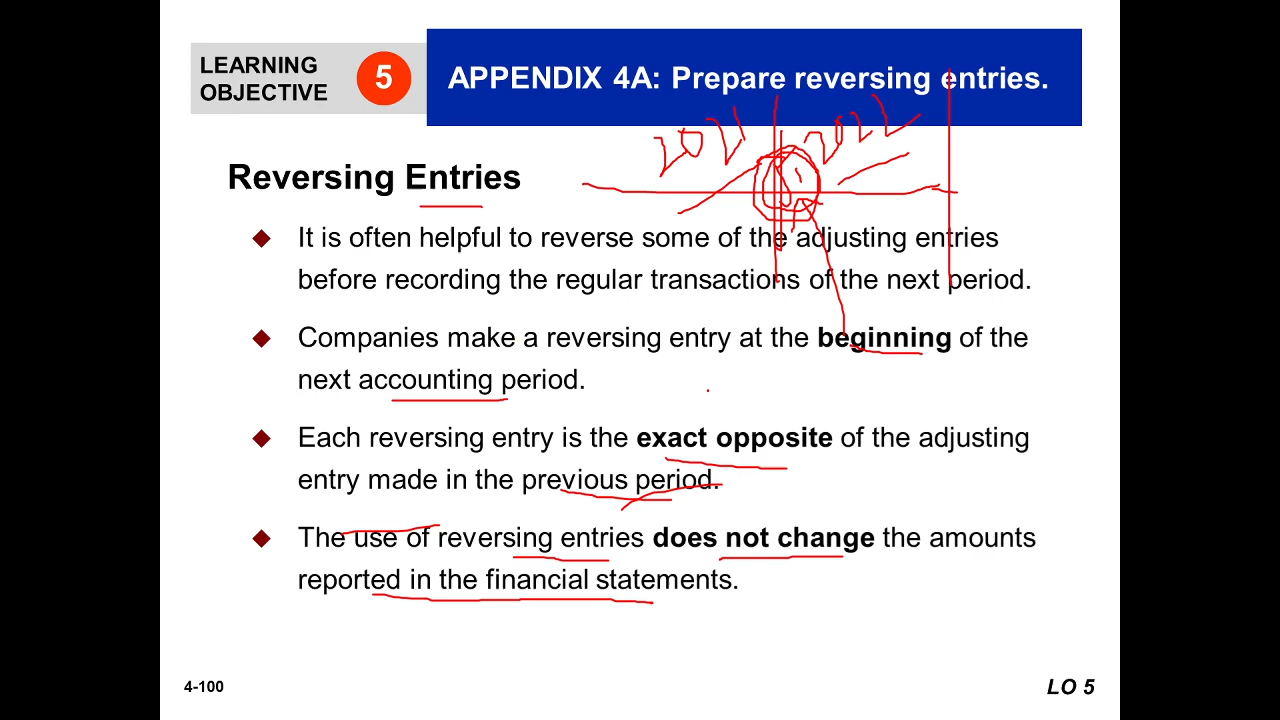 LEARNING
OBJECTIVE
5
APPENDIX 4A: Prepare reversing entries.
2021 2022
Reversing Entries
It is often helpful to reverse some of the adjusting entries
before recording the regular transactions of the next period.
Companies make a reversing entry at the beginning of the
next accounting period.
Each reversing entry is the exact opposite of the adjusting
entry made in the previous period.
The use of reversing entries does not change the amounts
reported in the financial statements.
4-100
LO 5